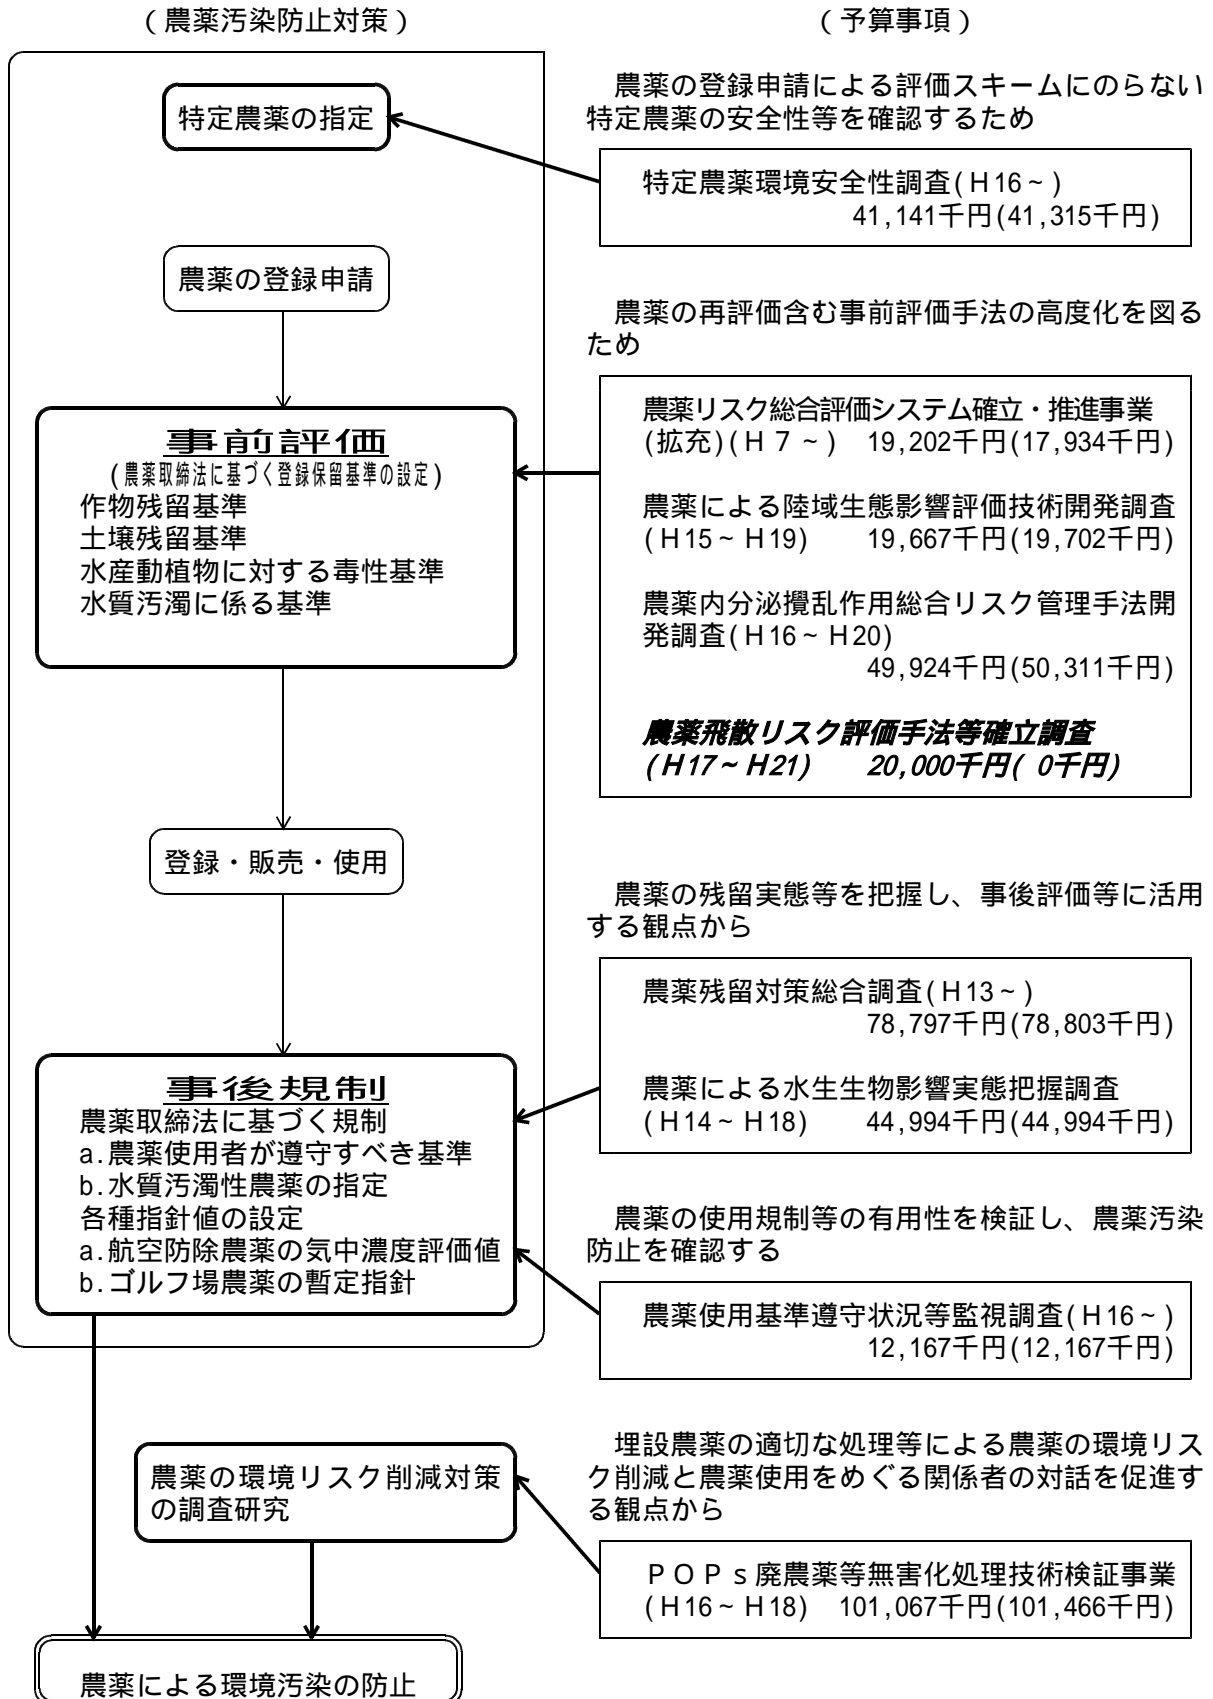 (農薬汚染防止対策)
特定農薬の指定
農薬の登録申請
事前評価
(農薬取締法に基づく登録保留基準の設定)
作物残留基準
土壌残留基準
水産動植物に対する毒性基準
水質汚濁に係る基準
登録・販売・使用
事後規制
農薬取締法に基づく規制
a.農薬使用者が遵守すべき基準
b.水質汚濁性農薬の指定
各種指針値の設定
a.航空防除農薬の気中濃度評価値
b.ゴルフ場農薬の暫定指針
農薬の環境リスク削減対策
の調査研究
農薬による環境汚染の防止
(予算事項)
農薬の登録申請による評価スキームにのらない
特定農薬の安全性等を確認するため
特定農薬環境安全性調査(H16~)
41,141千円(41,315千円)
農薬の再評価含む事前評価手法の高度化を図る
ため
農薬リスク総合評価システム確立・推進事業
(拡充)(H7~) 19,202千円(17,934千円)
農薬による陸域生態影響評価技術開発調査
(H15~H19) 19,667千円(19,702千円)
農薬内分泌攪乱作用総合リスク管理手法開
発調査(H16~H20)
49,924千円(50,311千円)
農薬飛散リスク評価手法等確立調査
(H17~H21) 20,000千円( 0千円)
農薬の残留実態等を把握し、事後評価等に活用
する観点から
農薬残留対策総合調査(H13~)
78,797千円(78,803千円)
農薬による水生生物影響実態把握調査
(H14~H18) 44,994千円(44,994千円)
農薬の使用規制等の有用性を検証し、農薬汚染
防止を確認する
農薬使用基準遵守状況等監視調査(H16~)
12,167千円(12,167千円)
埋設農薬の適切な処理等による農薬の環境リス
ク削減と農薬使用をめぐる関係者の対話を促進す
る観点から
POPs廃農薬等無害化処理技術検証事業
(H16~H18) 101,067千円(101,466千円)